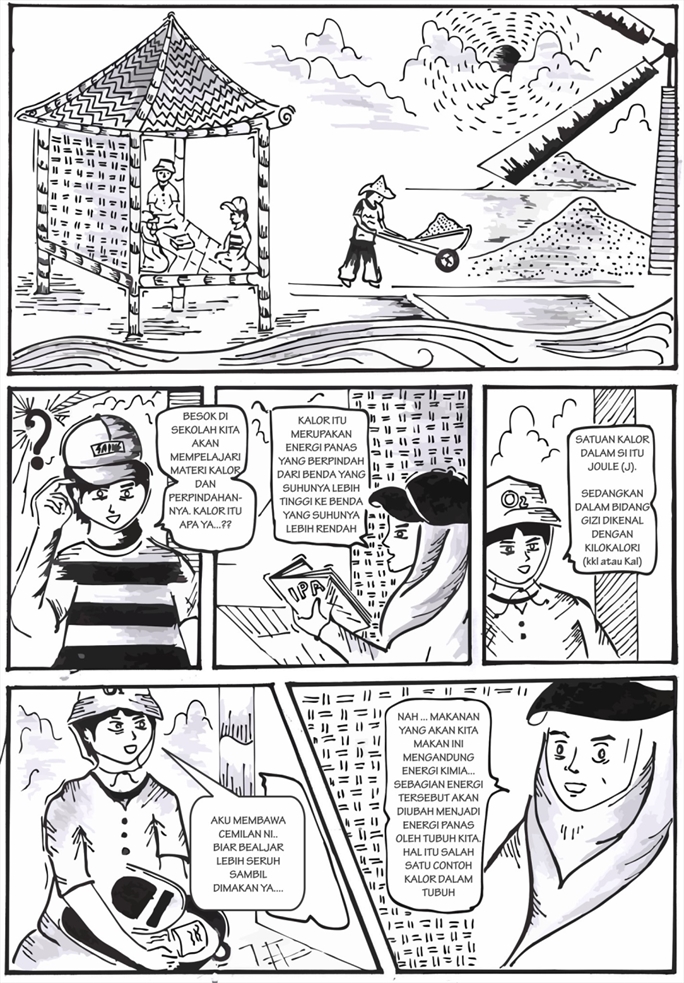 ?
BESOK DI
SEKOLAH KITA
AKAN
MEMPELAJARI
MATERI KALOR
DAN
PERPINDAHAN-
NYA. KALOR ITU
APA YA...??
KALOR ITU
MERUPAKAN
ENERGI PANAS
YANG BERPINDAH
DARI BENDA YANG
SUHUNYA LEBIH
TINGGI KE BENDA
YANG SUHUNYA
LEBIH RENDAH
IPA
SATUAN KALOR
DALAM SI ITU
JOULE (J).
SEDANGKAN
DALAM BIDANG
GIZI DIKENAL
DENGAN
KILOKALORI
(kkl atau Kal)
O2
O2
AKU MEMBAWA
CEMILAN NI..
BIAR BEALJAR
LEBIH SERUH
SAMBIL
DIMAKAN YA....
NAH ... MAKANAN
YANG AKAN KITA
MAKAN INI
MENGANDUNG
ENERGI KIMIA...
SEBAGIAN ENERGI
TERSEBUT AKAN
DIUBAH MENJADI
ENERGI PANAS
OLEH TUBUH KITA.
HAL ITU SALAH
SATU CONTOH
KALOR DALAM
TUBUH